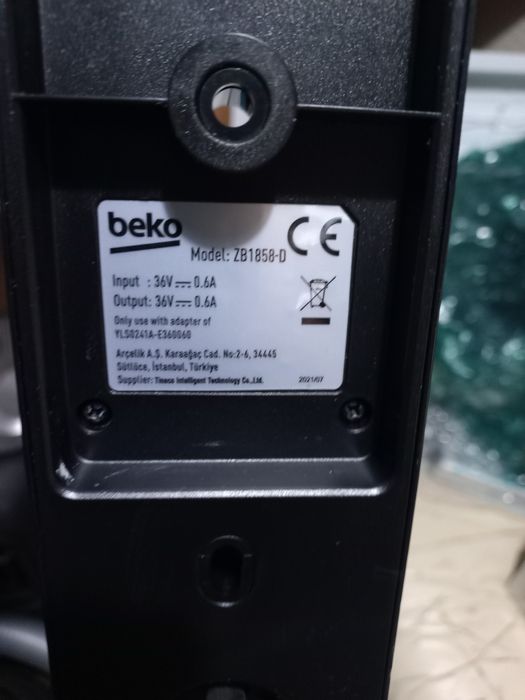 beko
CE
Model: ZB1858-D
Input : 36V⎓0.6A
Output: 36V⎓0.6A
Only use with adapter of
YLS0241A-E360060
Arçelik A.Ş. Karaağaç Cad. No:2-6, 34445
Sütlüce, İstanbul, Türkiye
Supplier: Tineco Intelligent Technology Co.,Ltd.
2021/07